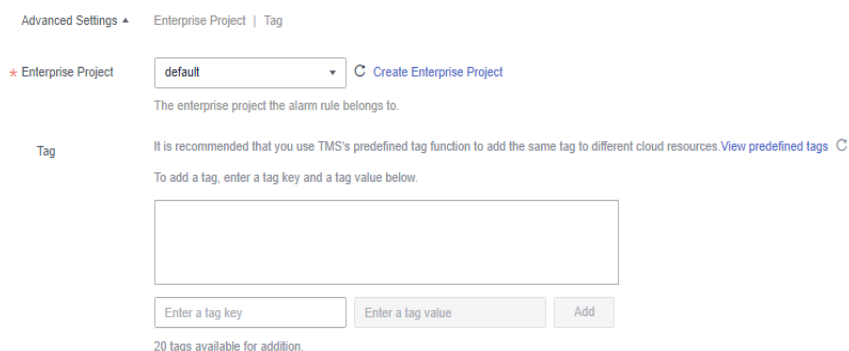 Advanced Settings ▲ Enterprise Project | Tag
* Enterprise Project default Create Enterprise Project
The enterprise project the alarm rule belongs to.
Tag It is recommended that you use TMS's predefined tag function to add the same tag to different cloud resources.View predefined tags
To add a tag, enter a tag key and a tag value below.
Enter a tag key Enter a tag value Add
20 tags available for addition.